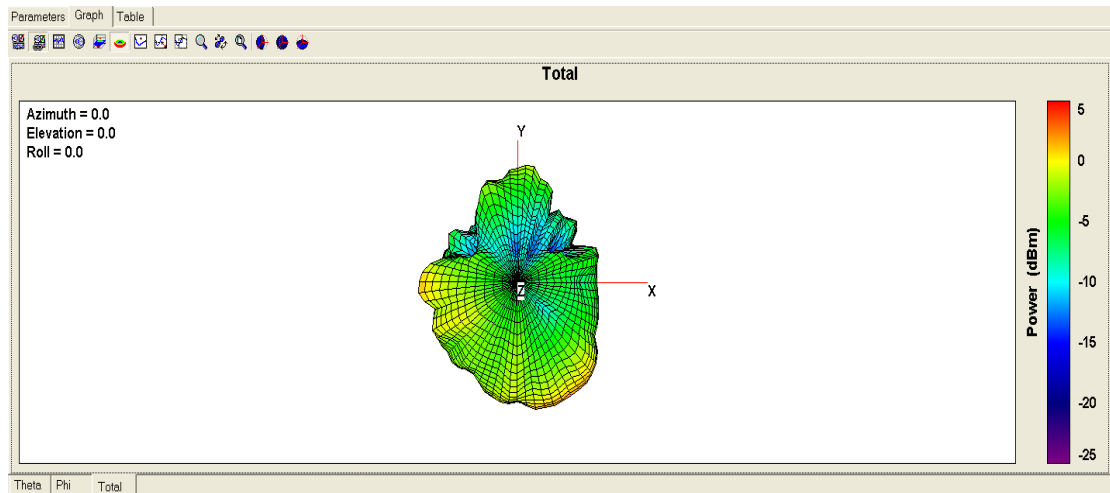 Parameters Graph Table
Total
Azimuth = 0.0
Elevation = 0.0
Roll = 0.0
Y
X
Z
5
0
-5
-10
-15
-20
-25
Power (dBm)
Theta Phi Total